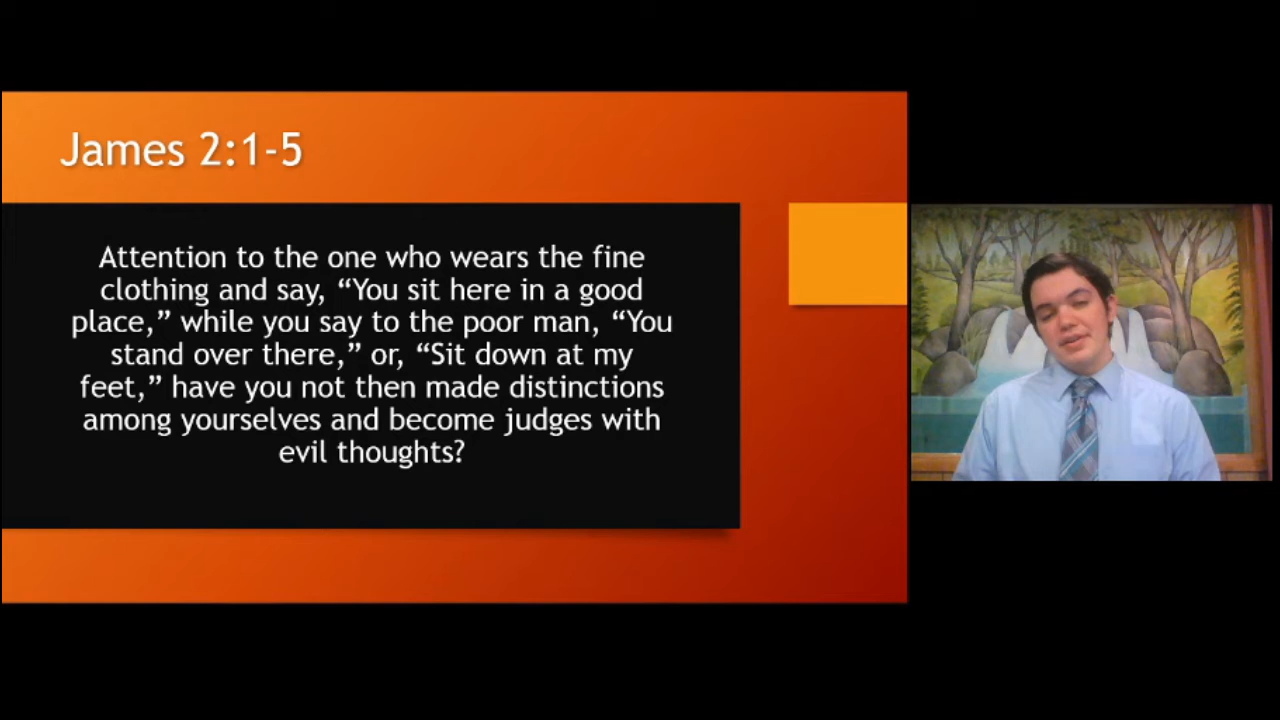 James 2:1-5
Attention to the one who wears the fine
clothing and say, “You sit here in a good
place,” while you say to the poor man, “You
stand over there,” or, “Sit down at my
feet,” have you not then made distinctions
among yourselves and become judges with
evil thoughts?